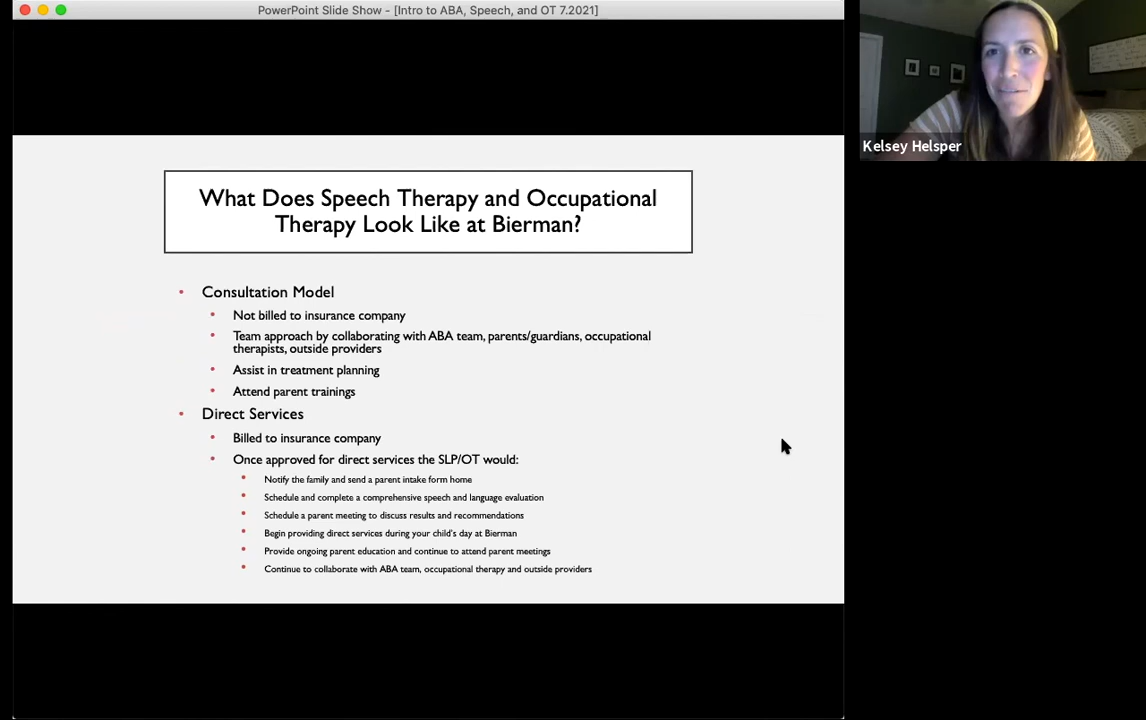 PowerPoint Slide Show - [Intro to ABA, Speech, and OT 7.2021]
Kelsey Helsper
What Does Speech Therapy and Occupational
Therapy Look Like at Bierman?
• Consultation Model
• Not billed to insurance company
• Team approach by collaborating with ABA team, parents/guardians, occupational
therapists, outside providers
• Assist in treatment planning
• Attend parent trainings
• Direct Services
• Billed to insurance company
• Once approved for direct services the SLP/OT would:
• Notify the family and send a parent intake form home
• Schedule and complete a comprehensive speech and language evaluation
• Schedule a parent meeting to discuss results and recommendations
• Begin providing direct services during your child's day at Bierman
• Provide ongoing parent education and continue to attend parent meetings
• Continue to collaborate with ABA team, occupational therapy and outside providers